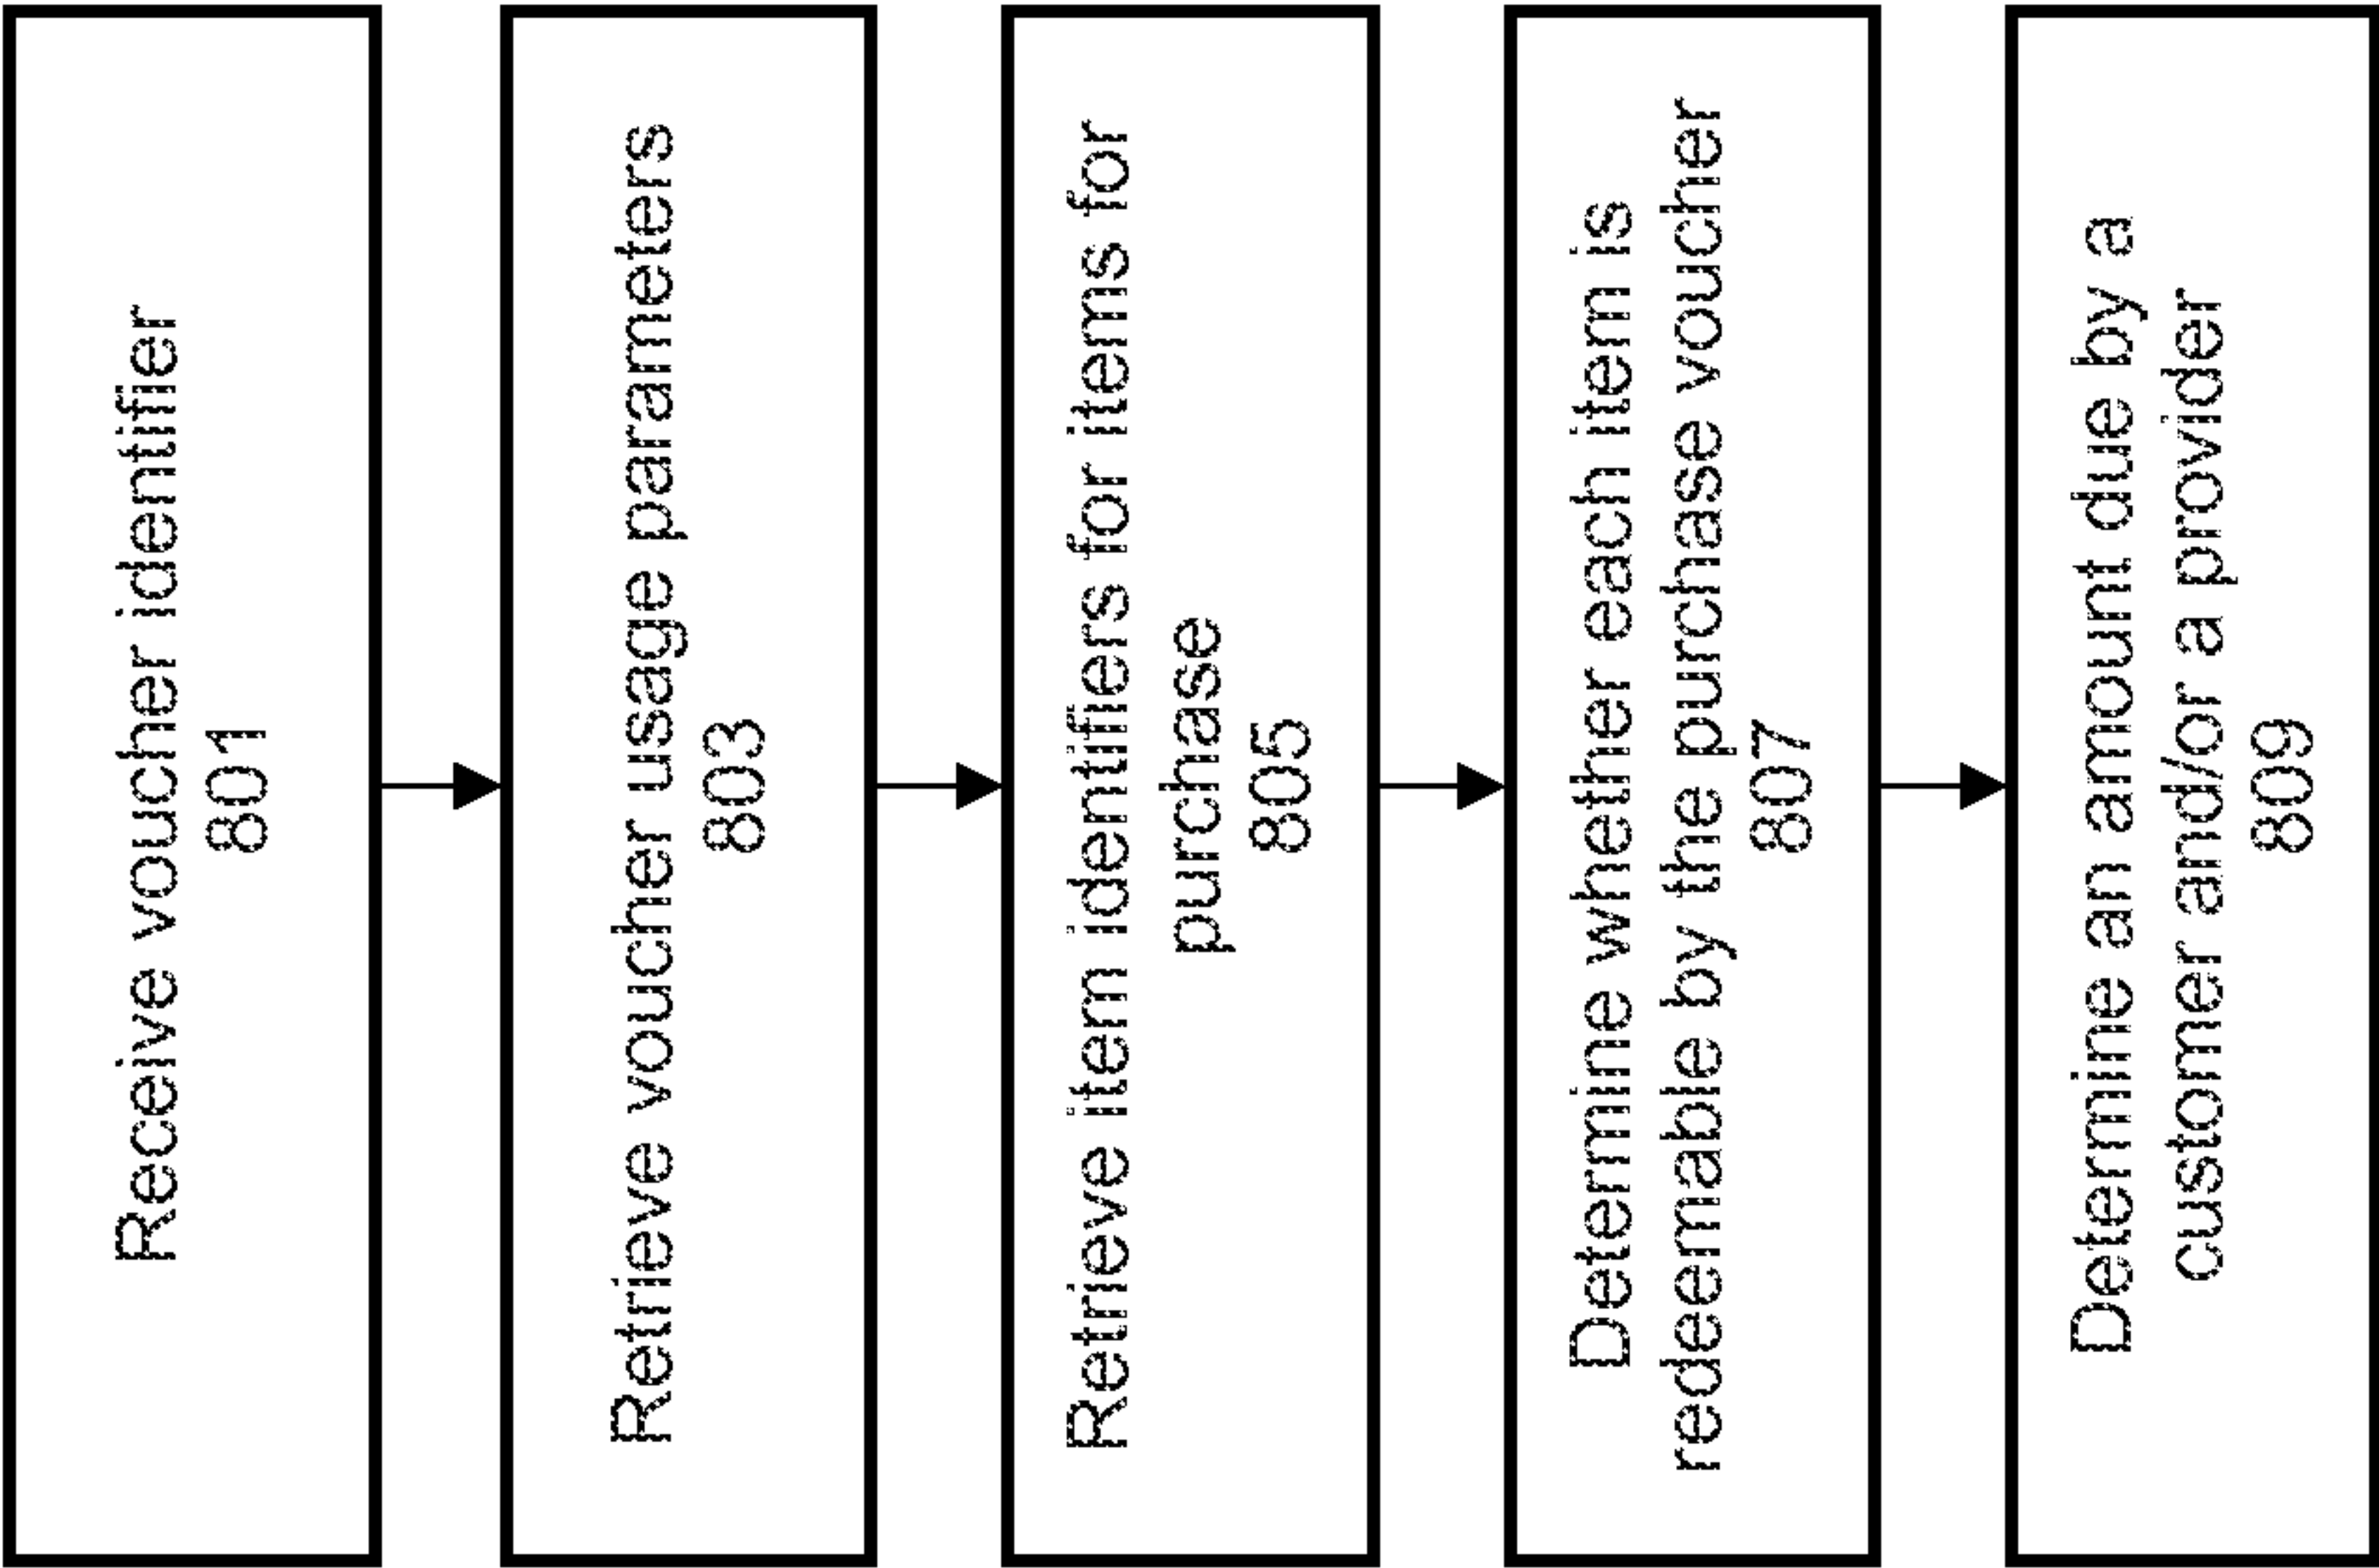 Receive voucher identifier
801
Retrieve voucher usage parameters
803
Retrieve item identifiers for items for
purchase
805
Determine whether each item is
redeemable by the purchase voucher
807
Determine an amount due by a
customer and/or a provider
809